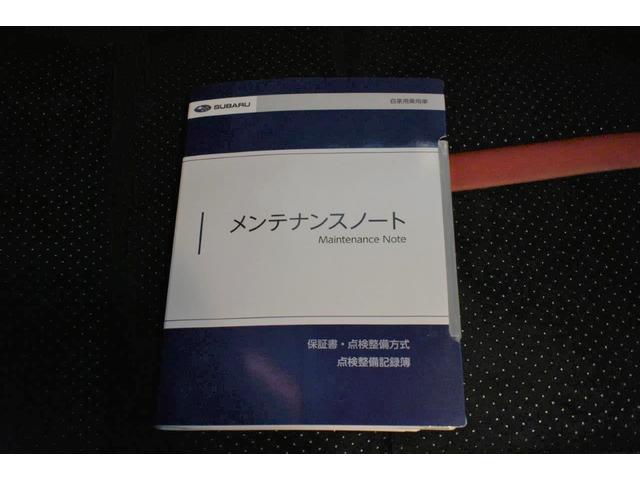 SUBARU
自家用乗用車
メンテナンスノート
Maintenance Note
保証書・点検整備方式
点検整備記録簿